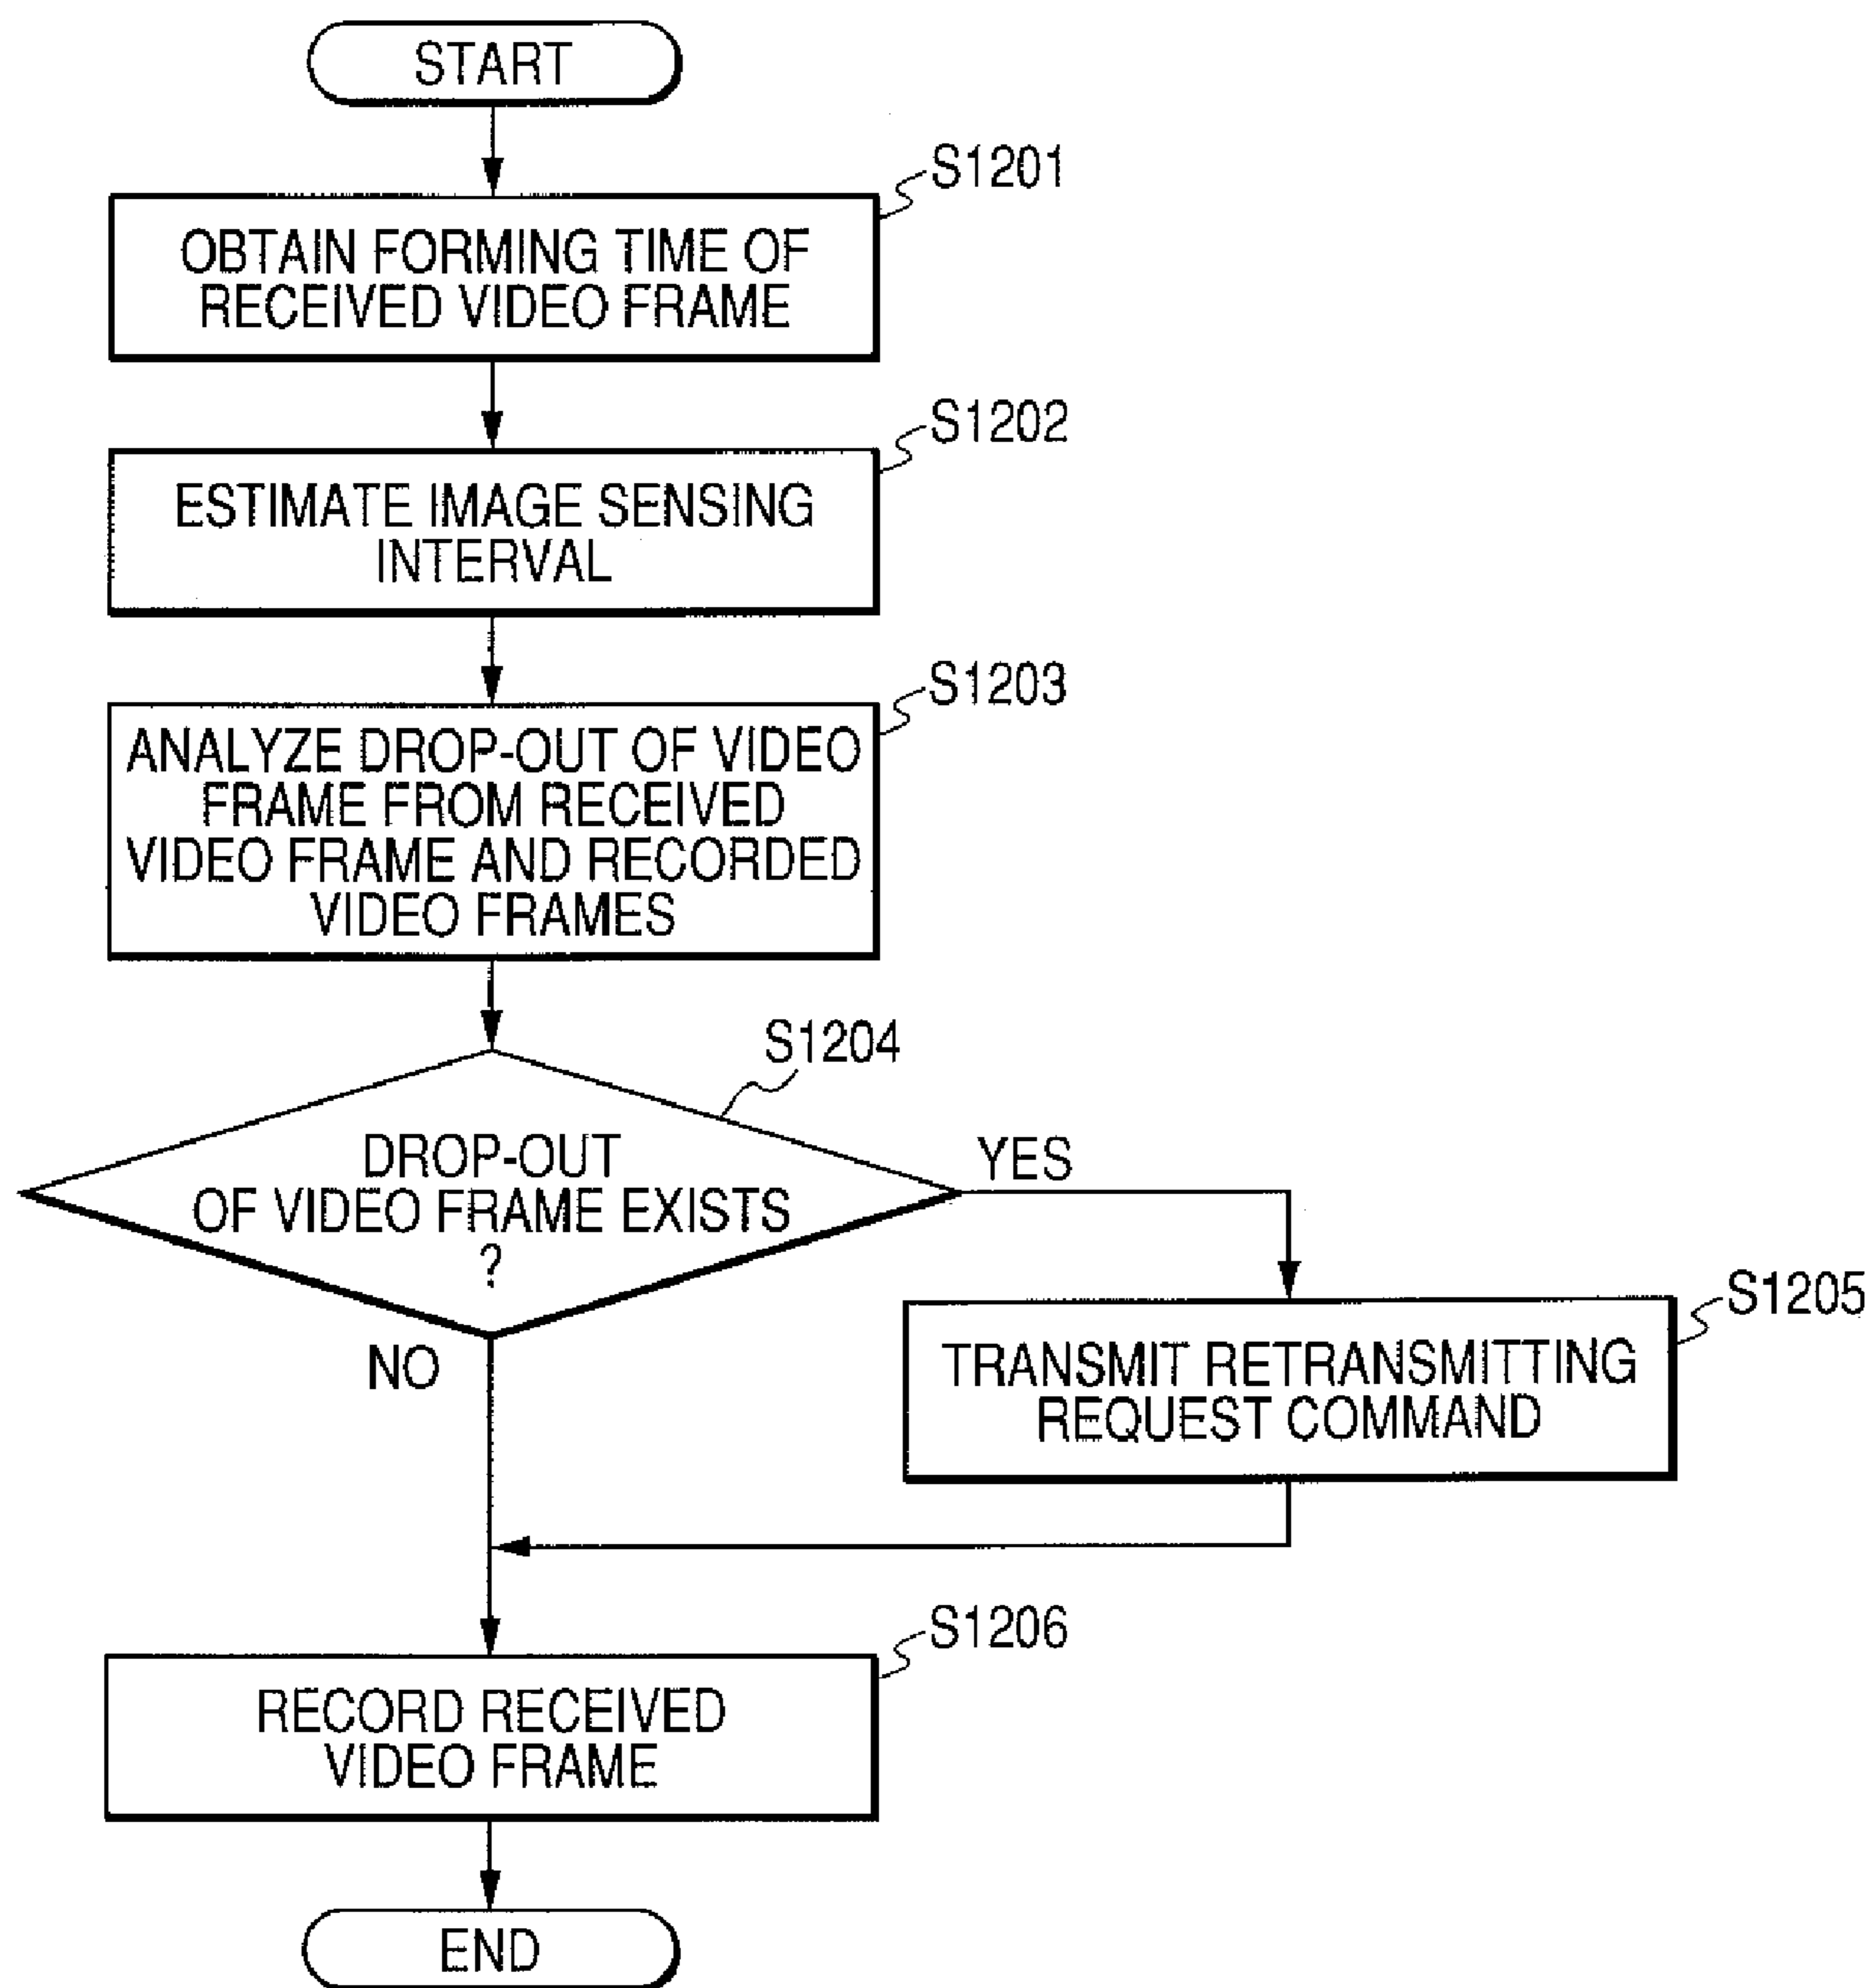 START
S1201
OBTAIN FORMING TIME OF
RECEIVED VIDEO FRAME
S1202
ESTIMATE IMAGE SENSING
INTERVAL
S1203
ANALYZE DROP-OUT OF VIDEO
FRAME FROM RECEIVED
VIDEO FRAME AND RECORDED
VIDEO FRAMES
S1204
DROP-OUT
OF VIDEO FRAME EXISTS
?
YES
NO
S1205
TRANSMIT RETRANSMITTING
REQUEST COMMAND
S1206
RECORD RECEIVED
VIDEO FRAME
END